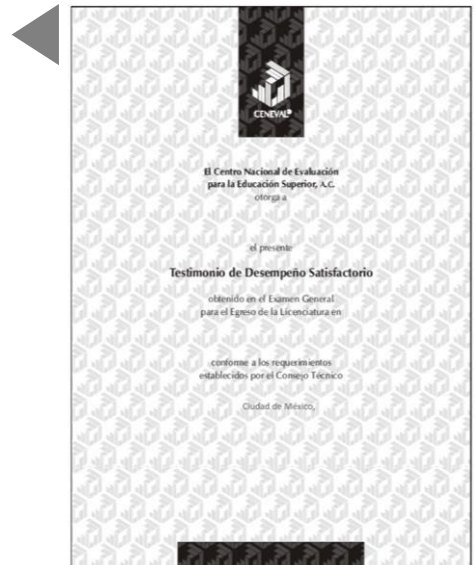 CENEVAL®
El Centro Nacional de Evaluación
para la Educación Superior, A.C.
otorga a
el presente
Testimonio de Desempeño Satisfactorio
obtenido en el Examen General
para el Egreso de la Licenciatura en
conforme a los requerimientos
establecidos por el Consejo Técnico
Ciudad de México,